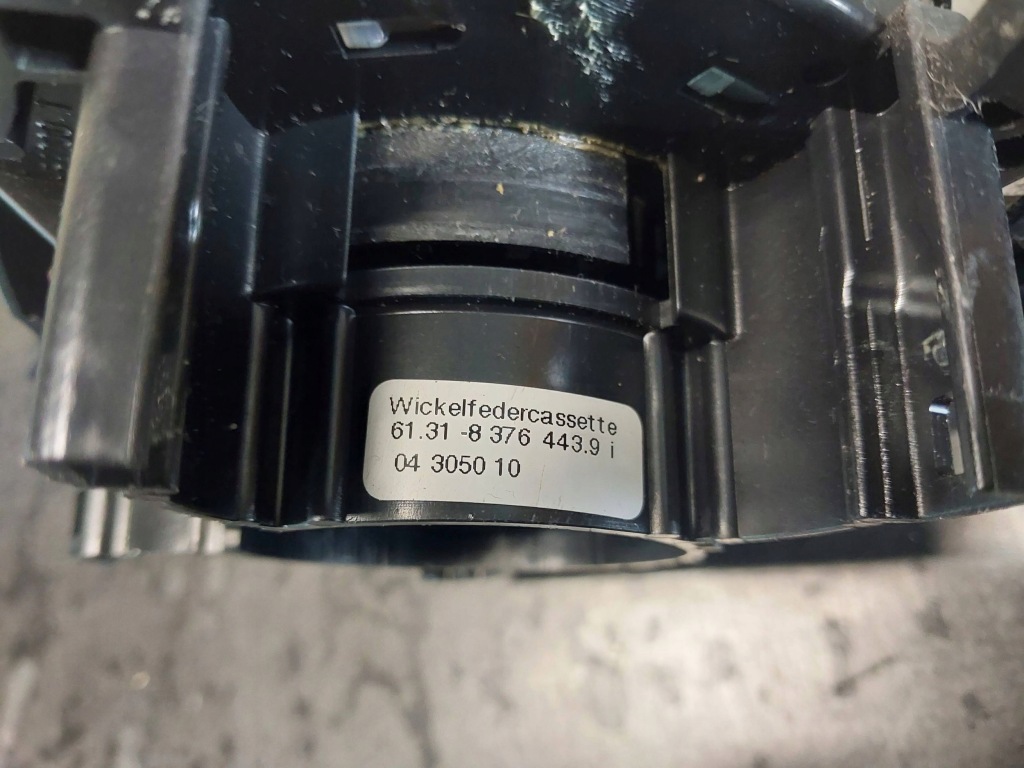 Wickelfedercassette
61.31 -8 376 443.9 i
04 3050 10